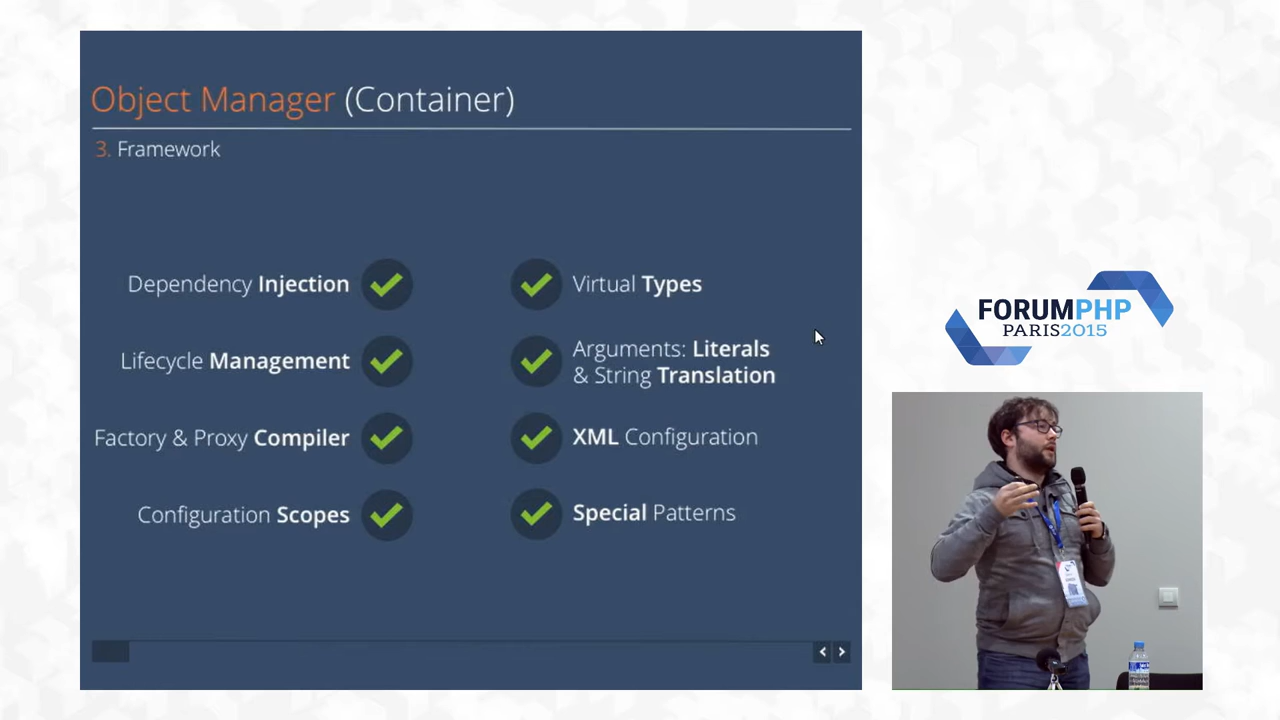 Object Manager (Container)
3. Framework
Dependency Injection
Lifecycle Management
Factory & Proxy Compiler
Configuration Scopes
Virtual Types
Arguments: Literals
& String Translation
XML Configuration
Special Patterns
FORUMPHP
PARIS2015